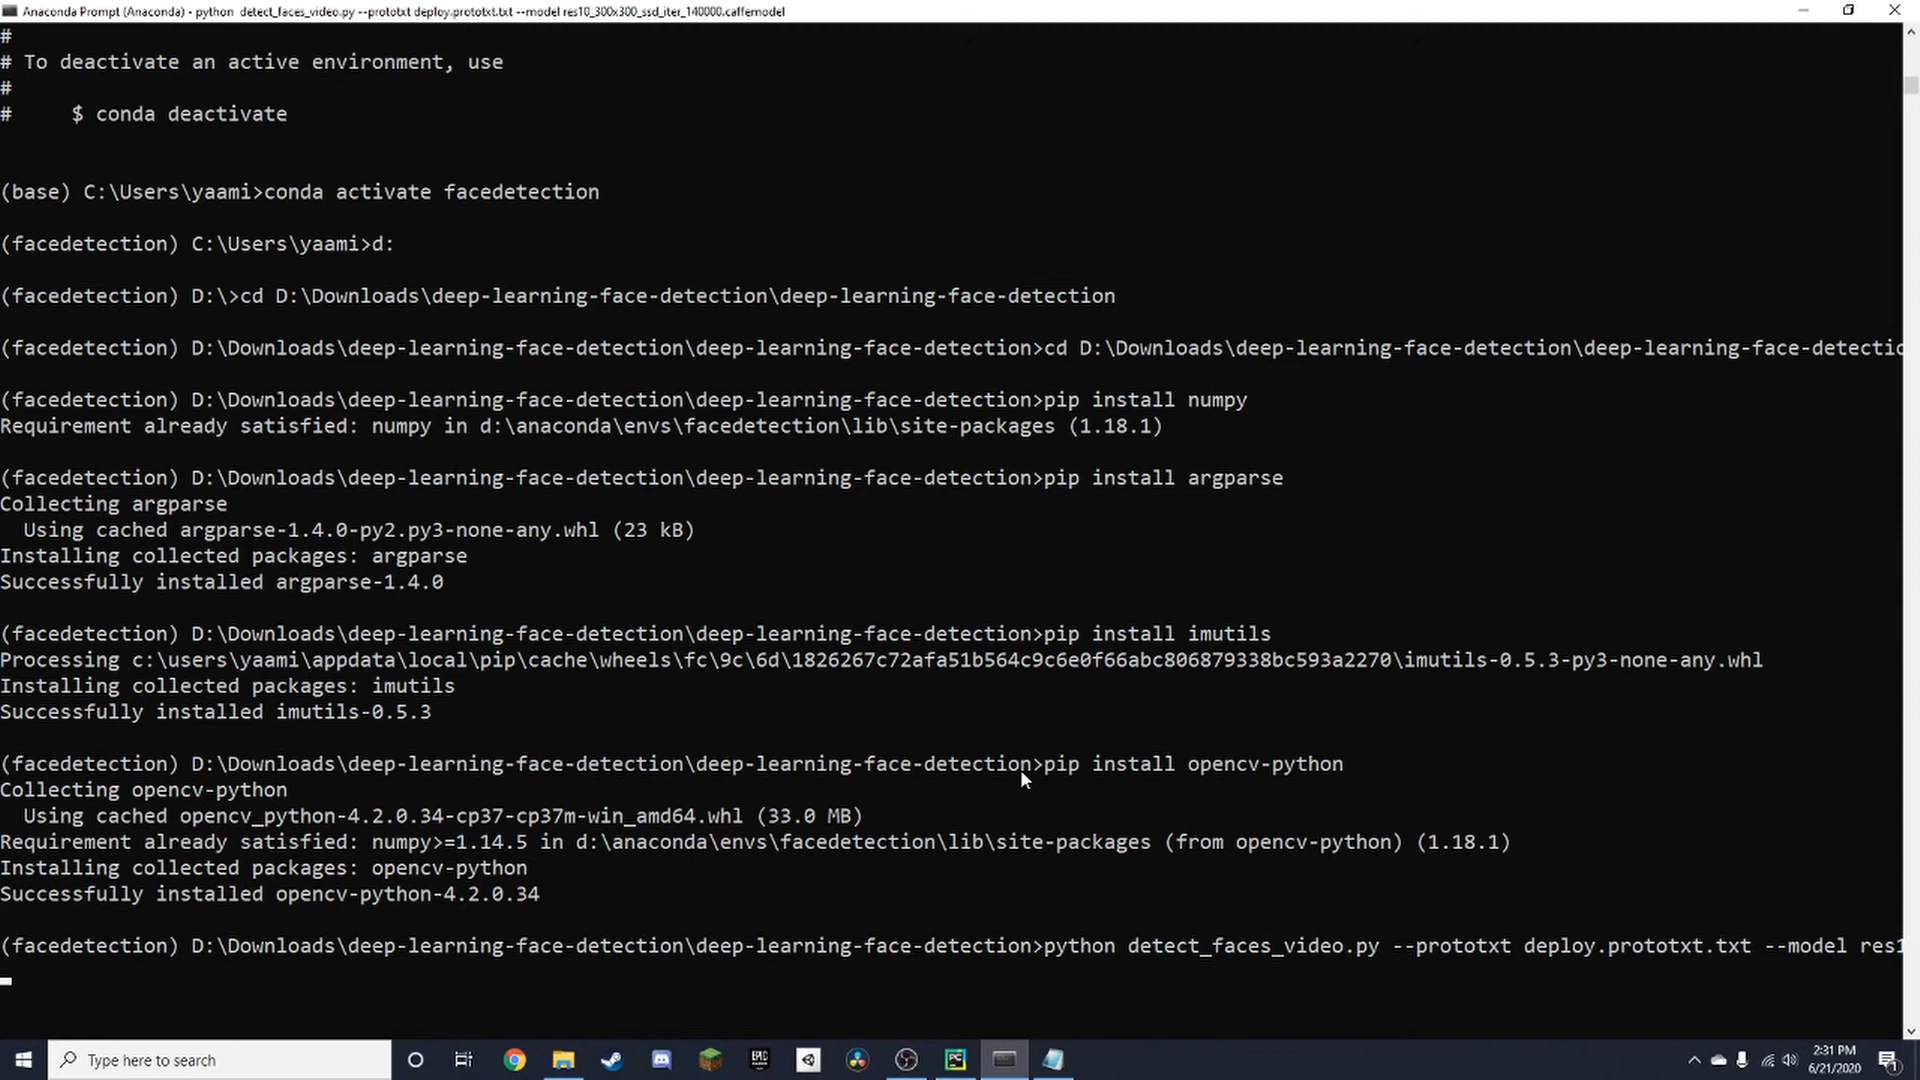 Anaconda Prompt (Anaconda) - python detect_faces_video.py --prototxt deploy.prototxt.txt --model res10_300x300_ssd_iter_140000.caffemodel
#
# To deactivate an active environment, use
#
#     $ conda deactivate
(base) C:\Users\yaami>conda activate facedetection
(facedetection) C:\Users\yaami>d:
(facedetection) D:\>cd D:\Downloads\deep-learning-face-detection\deep-learning-face-detection
(facedetection) D:\Downloads\deep-learning-face-detection\deep-learning-face-detection>cd D:\Downloads\deep-learning-face-detection\deep-learning-face-detectio
(facedetection) D:\Downloads\deep-learning-face-detection\deep-learning-face-detection>pip install numpy
Requirement already satisfied: numpy in d:\anaconda\envs\facedetection\lib\site-packages (1.18.1)
(facedetection) D:\Downloads\deep-learning-face-detection\deep-learning-face-detection>pip install argparse
Collecting argparse
  Using cached argparse-1.4.0-py2.py3-none-any.whl (23 kB)
Installing collected packages: argparse
Successfully installed argparse-1.4.0
(facedetection) D:\Downloads\deep-learning-face-detection\deep-learning-face-detection>pip install imutils
Processing c:\users\yaami\appdata\local\pip\cache\wheels\fc\9c\6d\1826267c72afa51b564c9c6e0f66abc806879338bc593a2270\imutils-0.5.3-py3-none-any.whl
Installing collected packages: imutils
Successfully installed imutils-0.5.3
(facedetection) D:\Downloads\deep-learning-face-detection\deep-learning-face-detection>pip install opencv-python
Collecting opencv-python
  Using cached opencv_python-4.2.0.34-cp37-cp37m-win_amd64.whl (33.0 MB)
Requirement already satisfied: numpy>=1.14.5 in d:\anaconda\envs\facedetection\lib\site-packages (from opencv-python) (1.18.1)
Installing collected packages: opencv-python
Successfully installed opencv-python-4.2.0.34
(facedetection) D:\Downloads\deep-learning-face-detection\deep-learning-face-detection>python detect_faces_video.py --prototxt deploy.prototxt.txt --model res1
Type here to search
EPIC
PC
2:31 PM
6/21/2020
1